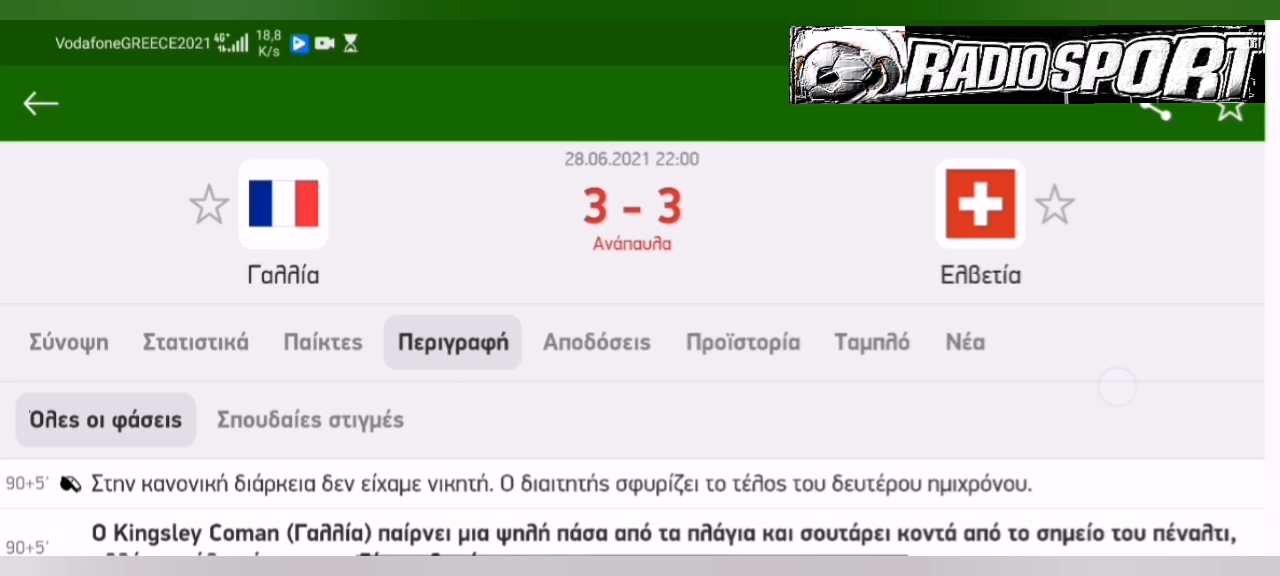 VodafoneGREECE2021 4G+ 18,8 K/s
RADIO SPORT
28.06.2021 22:00
3 - 3
Ανάπαυλα
Γαλλία
Ελβετία
Σύνοψη Στατιστικά Παίκτες Περιγραφή Αποδόσεις Προϊστορία Ταμπλό Νέα
Όλες οι φάσεις Σπουδαίες στιγμές
90+5' Στην κανονική διάρκεια δεν είχαμε νικητή. Ο διαιτητής σφυρίζει το τέλος του δευτέρου ημιχρόνου.
90+5' Ο Kingsley Coman (Γαλλία) παίρνει μια ψηλή πάσα από τα πλάγια και σουτάρει κοντά από το σημείο του πέναλτι,